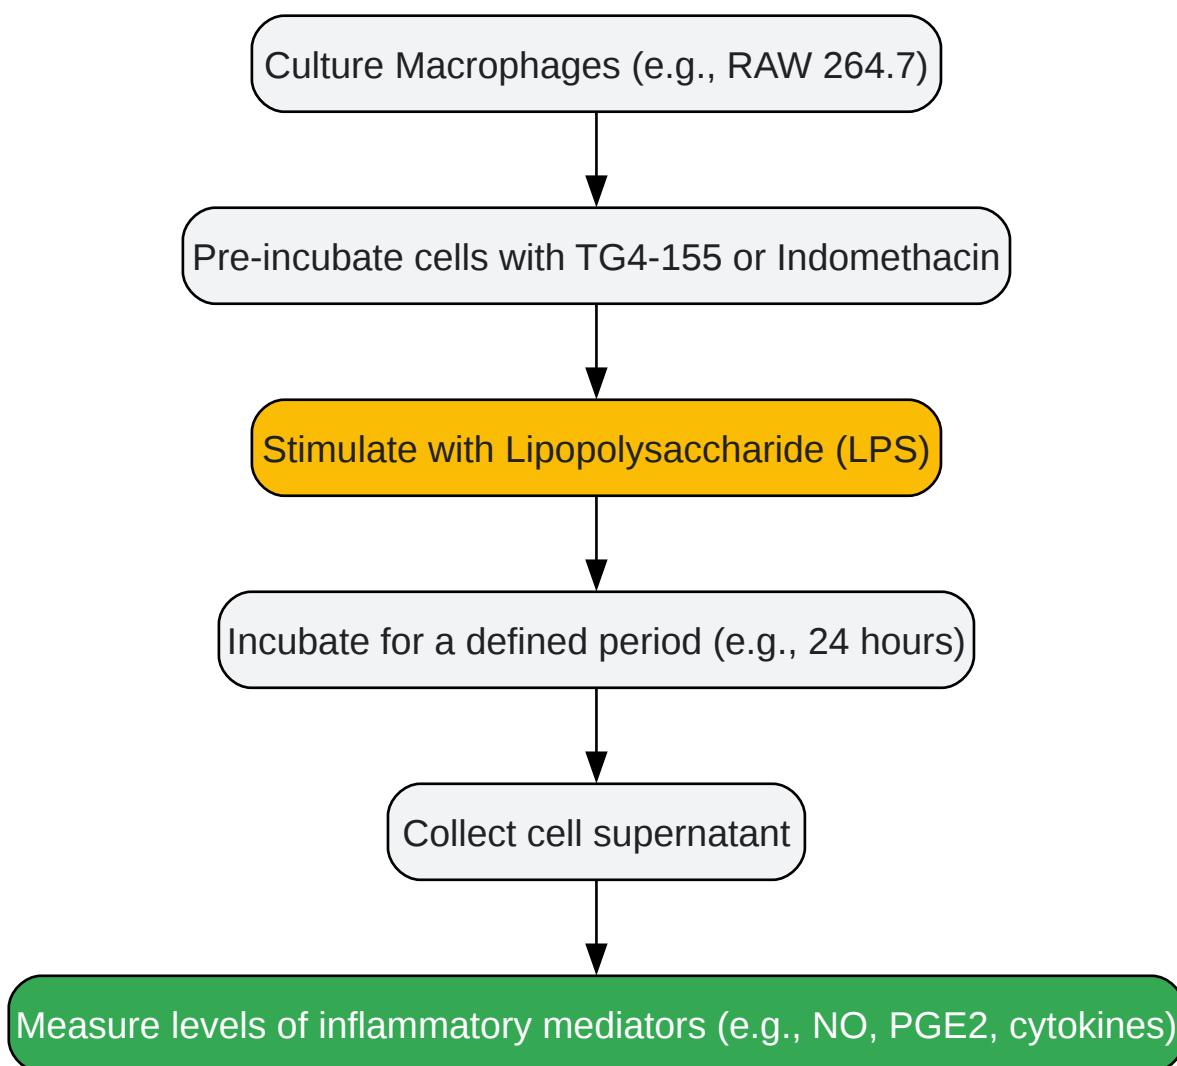 Culture Macrophages (e.g., RAW 264.7)
Pre-incubate cells with TG4-155 or Indomethacin
Stimulate with Lipopolysaccharide (LPS)
Incubate for a defined period (e.g., 24 hours)
Collect cell supernatant
Measure levels of inflammatory mediators (e.g., NO, PGE2, cytokines)